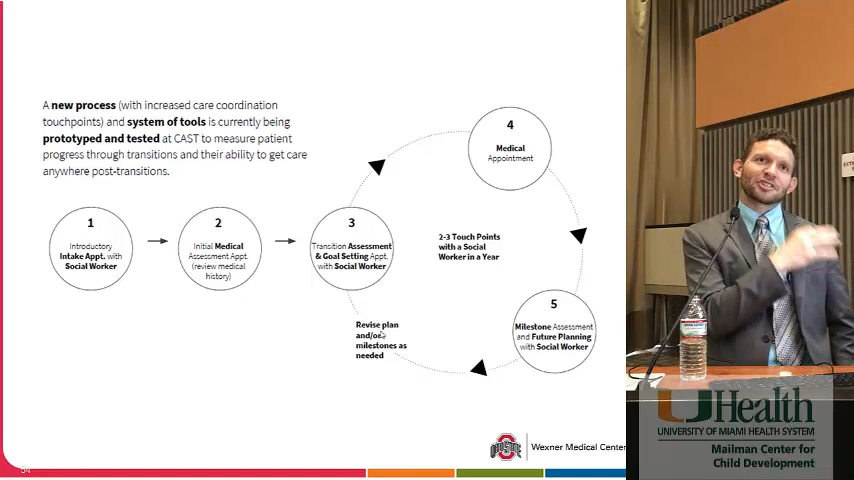 A new process (with increased care coordination
touchpoints) and system of tools is currently being
prototyped and tested at CAST to measure patient
progress through transitions and their ability to get care
anywhere post-transitions.
1
Introductory
Intake Appt. with
Social Worker
2
Initial Medical
Assessment Appt.
(review medical
history)
3
Transition Assessment
& Goal Setting Appt.
with Social Worker
4
Medical
Appointment
2-3 Touch Points
with a Social
Worker in a Year
5
Milestone Assessment
and Future Planning
with Social Worker
Revise plan
and/or
milestones as
needed
Wexner Medical Center
54
UHealth
UNIVERSITY OF MIAMI HEALTH SYSTEM
Mailman Center for
Child Development